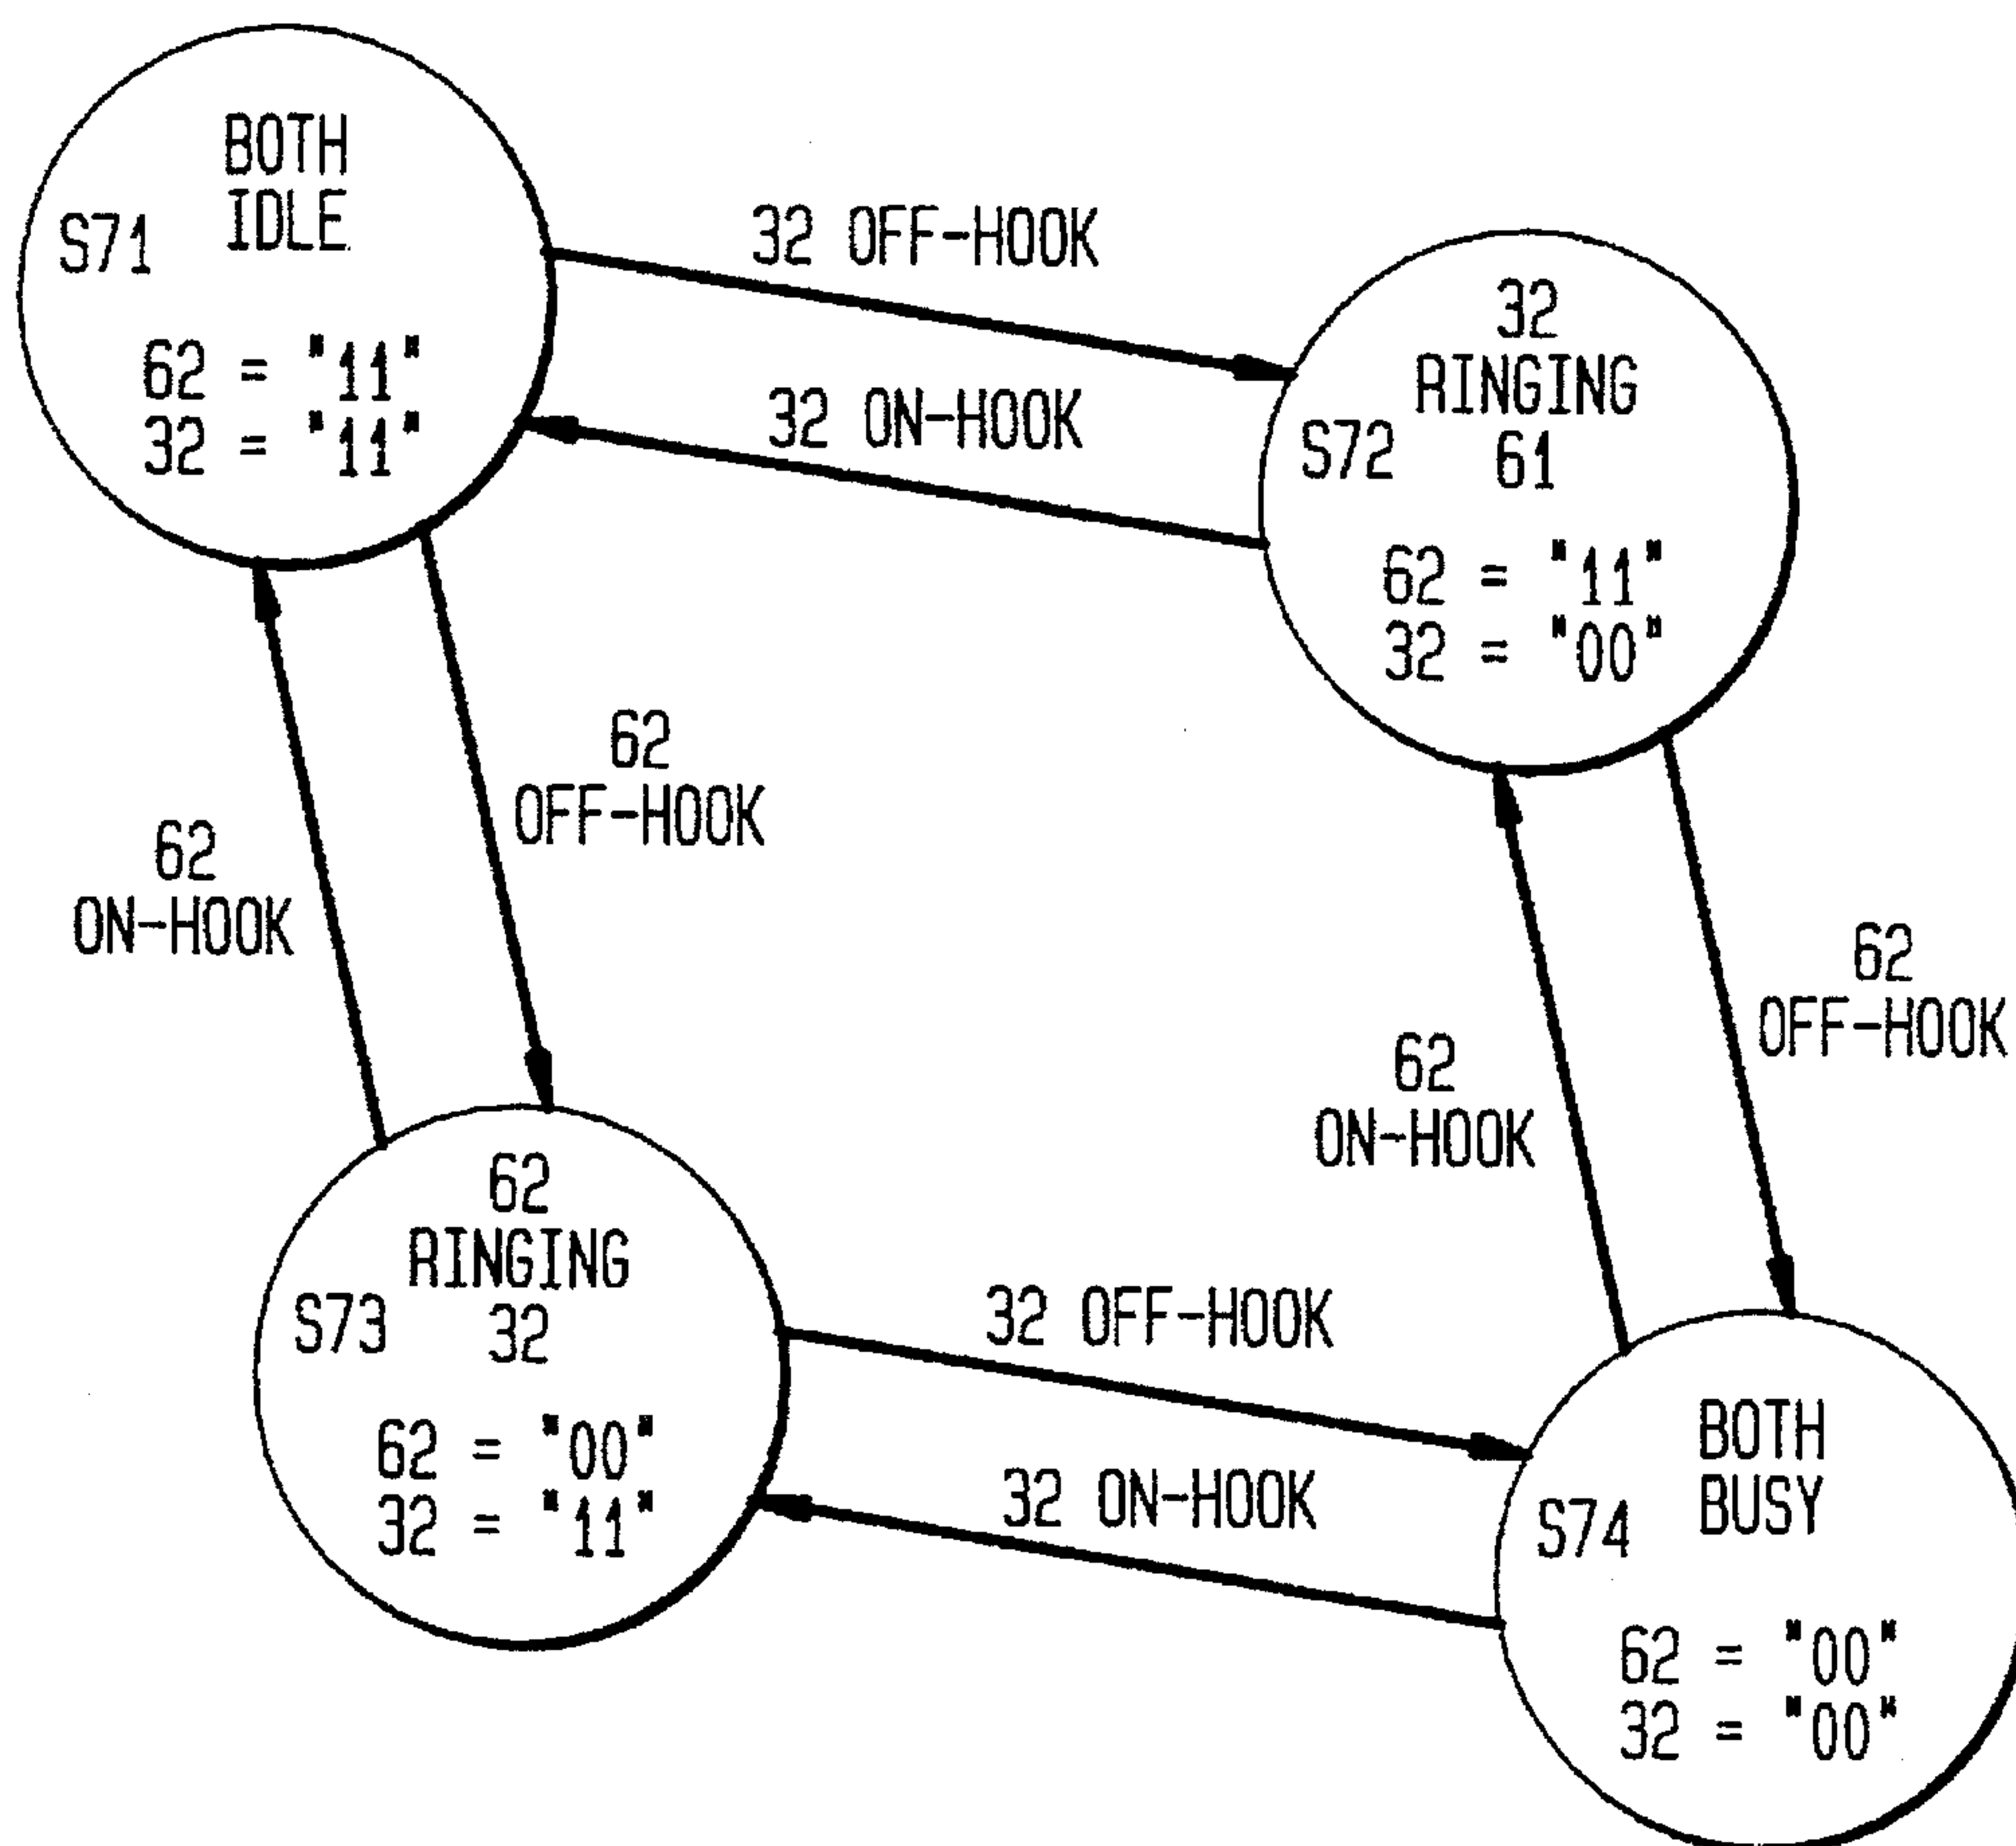 BOTH
IDLE
S71
62 = "11"
32 = "11"
32 OFF-HOOK
32 ON-HOOK
32
RINGING
S72 61
62 = "11"
32 = "00"
62
OFF-HOOK
62
ON-HOOK
62
OFF-HOOK
62
ON-HOOK
62
RINGING
S73 32
62 = "00"
32 = "11"
32 OFF-HOOK
32 ON-HOOK
BOTH
BUSY
S74
62 = "00"
32 = "00"